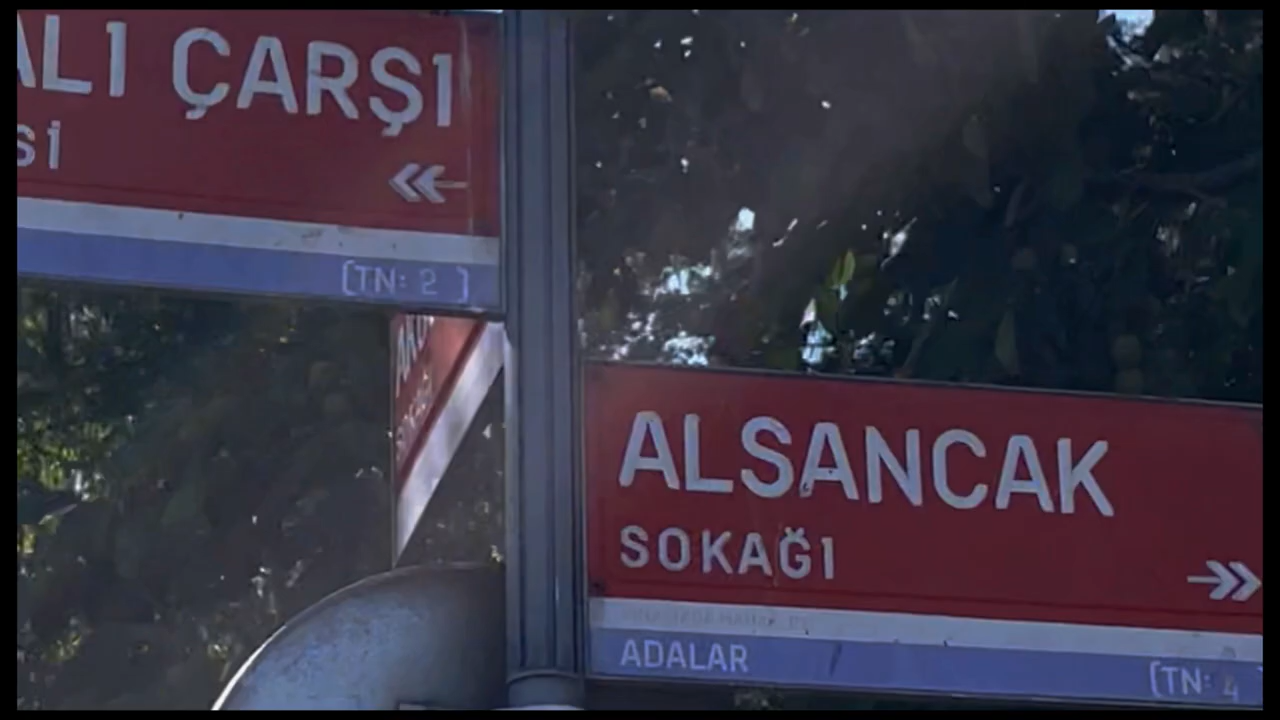 ALI ÇARŞI
Sİ
[TN: 2 ]
ALSANCAK
SOKAĞI
ADALAR
[TN: 4